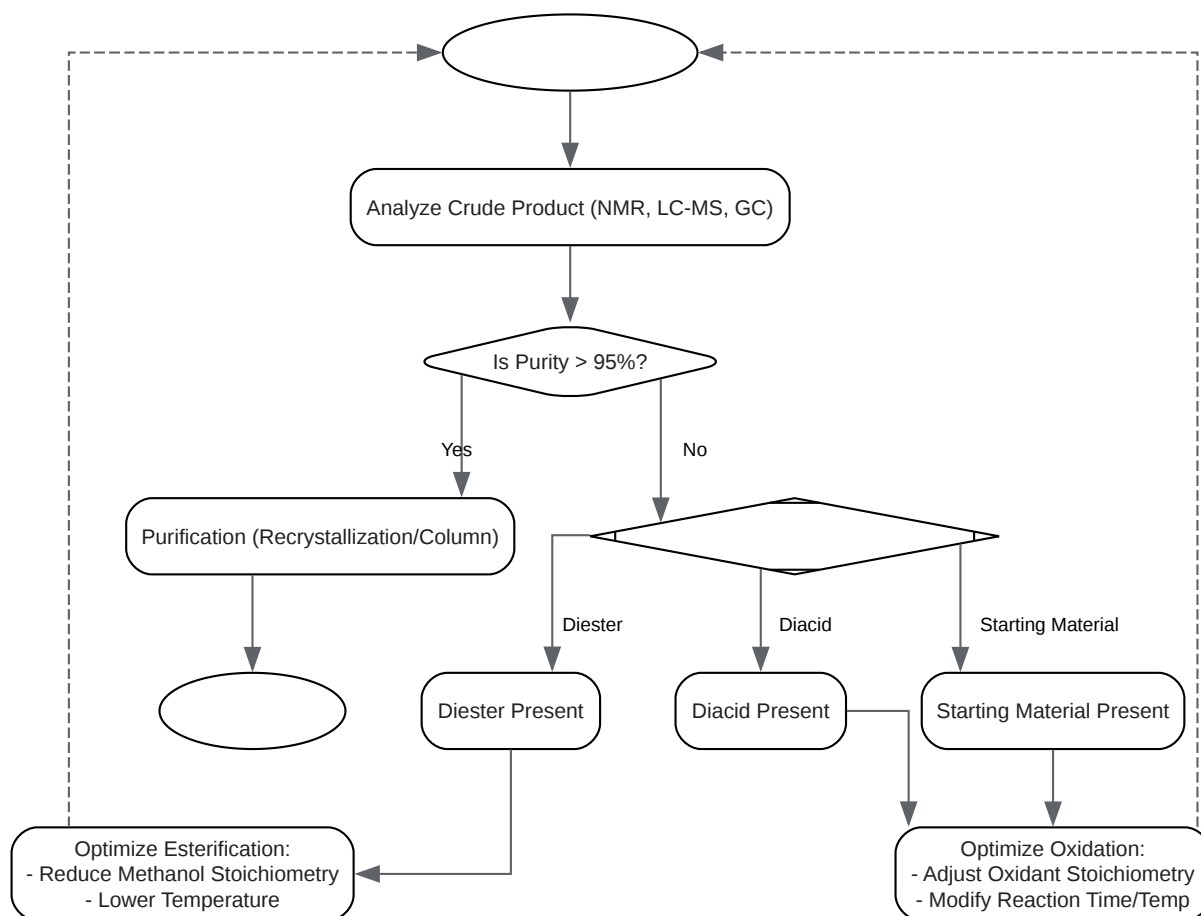 Analyze Crude Product (NMR, LC-MS, GC)
Is Purity > 95%?
Yes
No
Purification (Recrystallization/Column)
Diester
Diacid
Starting Material
Diester Present
Diacid Present
Starting Material Present
Optimize Esterification:
- Reduce Methanol Stoichiometry
- Lower Temperature
Optimize Oxidation:
- Adjust Oxidant Stoichiometry
- Modify Reaction Time/Temp